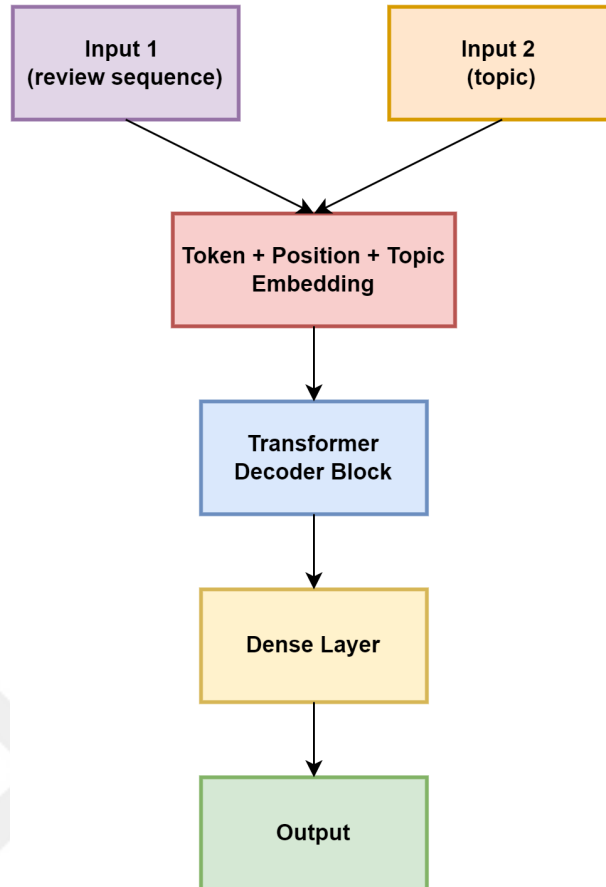 Input 1
(review sequence)
Input 2
(topic)
Token + Position + Topic
Embedding
Transformer
Decoder Block
Dense Layer
Output